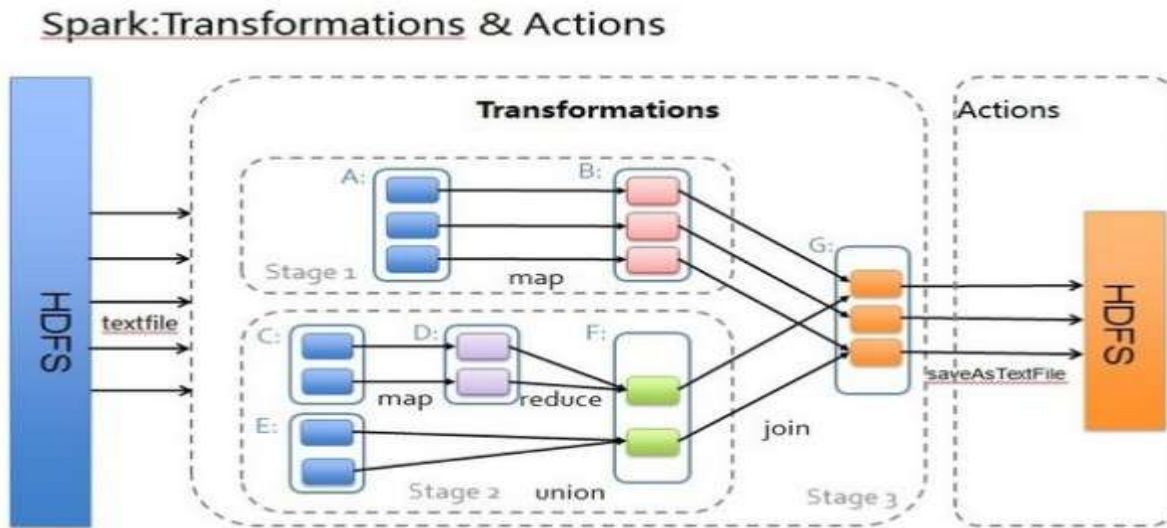 Spark:Transformations & Actions
Transformations
Actions
A:
B:
Stage 1
map
G:
HDFS
textfile
C:
D:
F:
map
reduce
E:
join
Stage 2
union
Stage 3
saveAsTextFile
HDFS